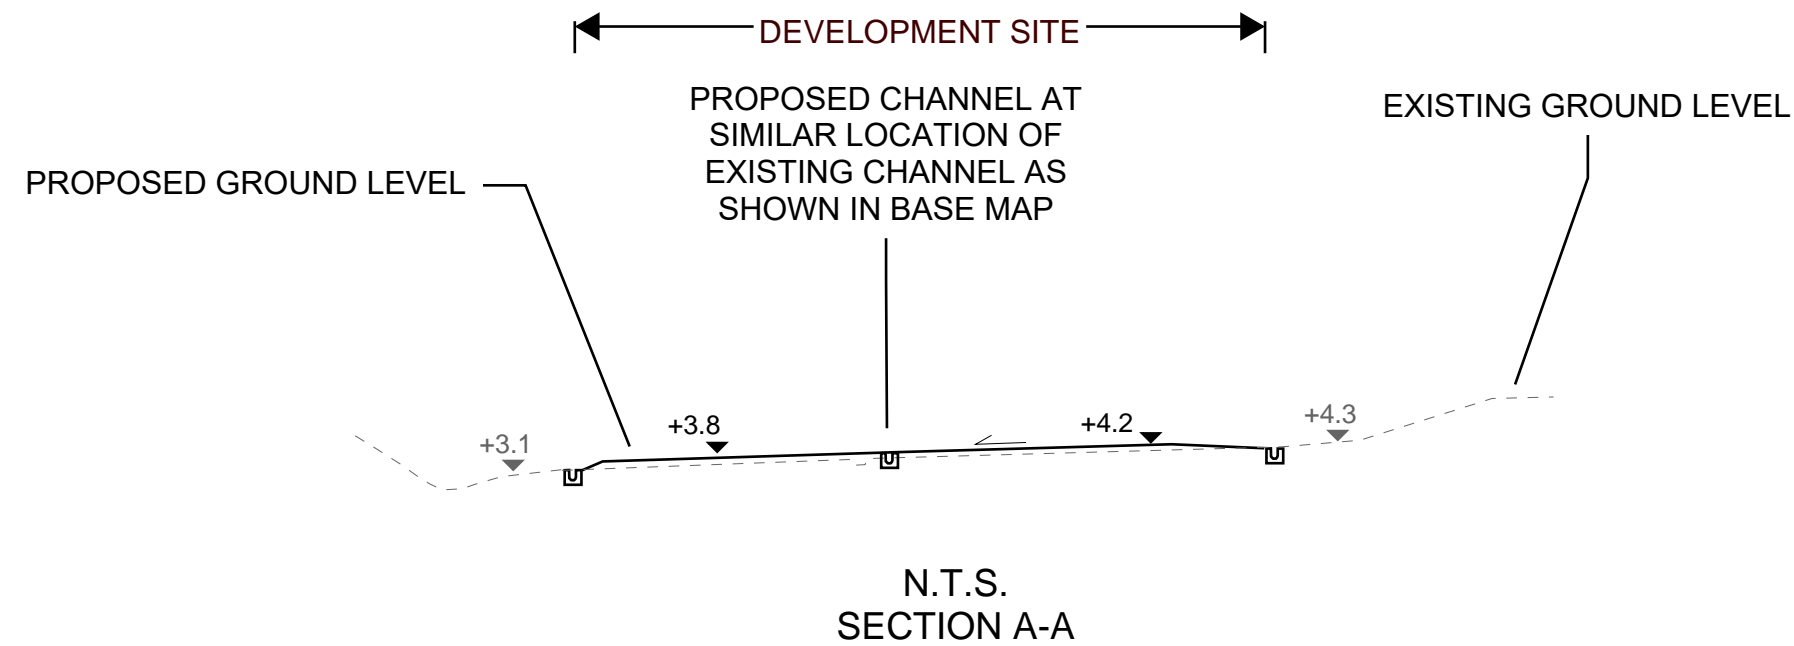 DEVELOPMENT SITE
PROPOSED CHANNEL AT
SIMILAR LOCATION OF
EXISTING CHANNEL AS
SHOWN IN BASE MAP
EXISTING GROUND LEVEL
PROPOSED GROUND LEVEL
+3.1
+3.8
+4.2
+4.3
N.T.S.
SECTION A-A